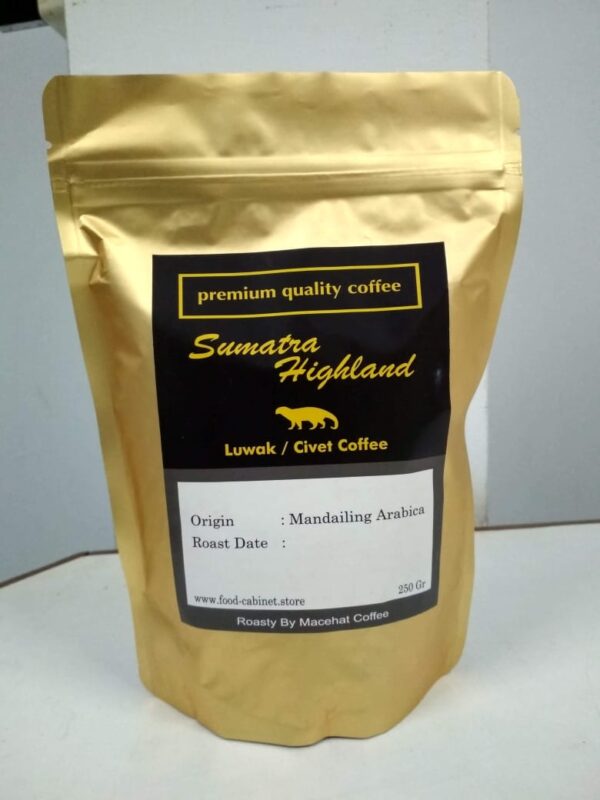 premium quality coffee
Sumatra
Highland
Luwak / Civet Coffee
Origin : Mandailing Arabica
Roast Date :
www.food-cabinet.store 250 Gr
Roasty By Macehat Coffee